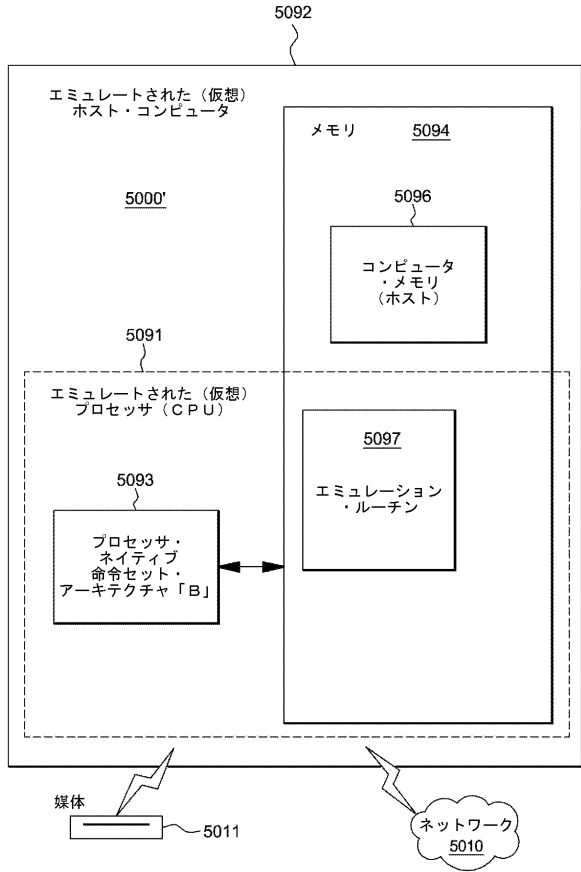 5092
エミュレートされた（仮想）
ホスト・コンピュータ
メモリ 5094
5000'
5096
コンピュータ
・メモリ
（ホスト）
5091
エミュレートされた（仮想）
プロセッサ（ＣＰＵ）
5097
エミュレーション
・ルーチン
5093
プロセッサ・
ネイティブ
命令セット・
アーキテクチャ「Ｂ」
媒体
5011
ネットワーク
5010